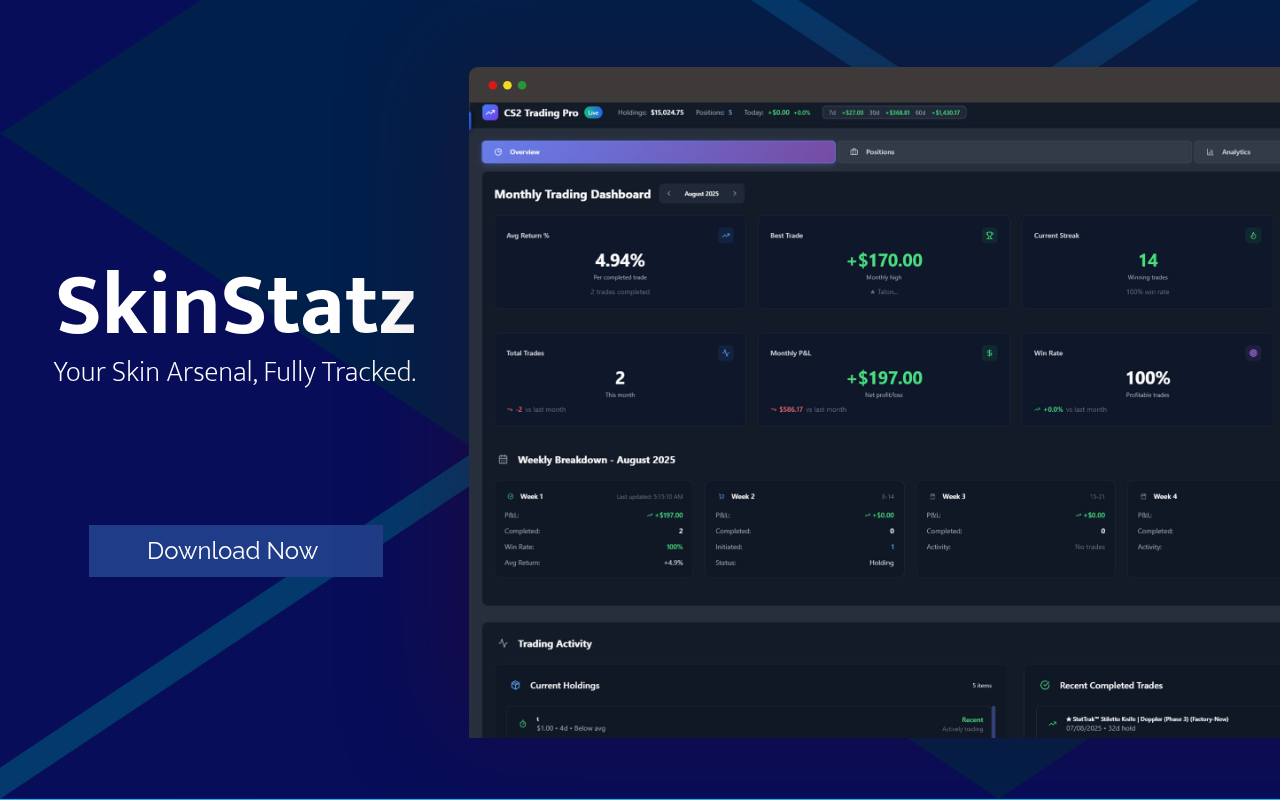 SkinStatz
Your Skin Arsenal, Fully Tracked.
Download Now
CS2 Trading Pro Live Holdings: $15,024.75 Positions: 5 Today: +$0.00 +0.0% 7d +$27.00 30d +$368.81 60d +$1,430.17
Overview Positions Analytics
Monthly Trading Dashboard August 2025
Avg Return % Best Trade Current Streak
4.94% +$170.00 14
Per completed trade Monthly high Winning trades
2 trades completed ★ Talon... 100% win rate
Total Trades Monthly P&L Win Rate
2 +$197.00 100%
This month Net profit/loss Profitable trades
-2 vs last month $586.17 vs last month +0.0% vs last month
Weekly Breakdown - August 2025
Week 1 Last updated: 5:15:10 AM Week 2 8-14 Week 3 15-21 Week 4
P&L: +$197.00 P&L: +$0.00 P&L: +$0.00 P&L:
Completed: 2 Completed: 0 Completed: 0 Completed:
Win Rate: 100% Initiated: 1 Activity: No trades Activity:
Avg Return: +4.9% Status: Holding
Trading Activity
Current Holdings 5 items Recent Completed Trades
t Recent ★ StatTrak™ Stiletto Knife | Doppler (Phase 3) (Factory-New)
$1.00 • 4d • Below avg Actively trading 07/08/2025 • 32d hold